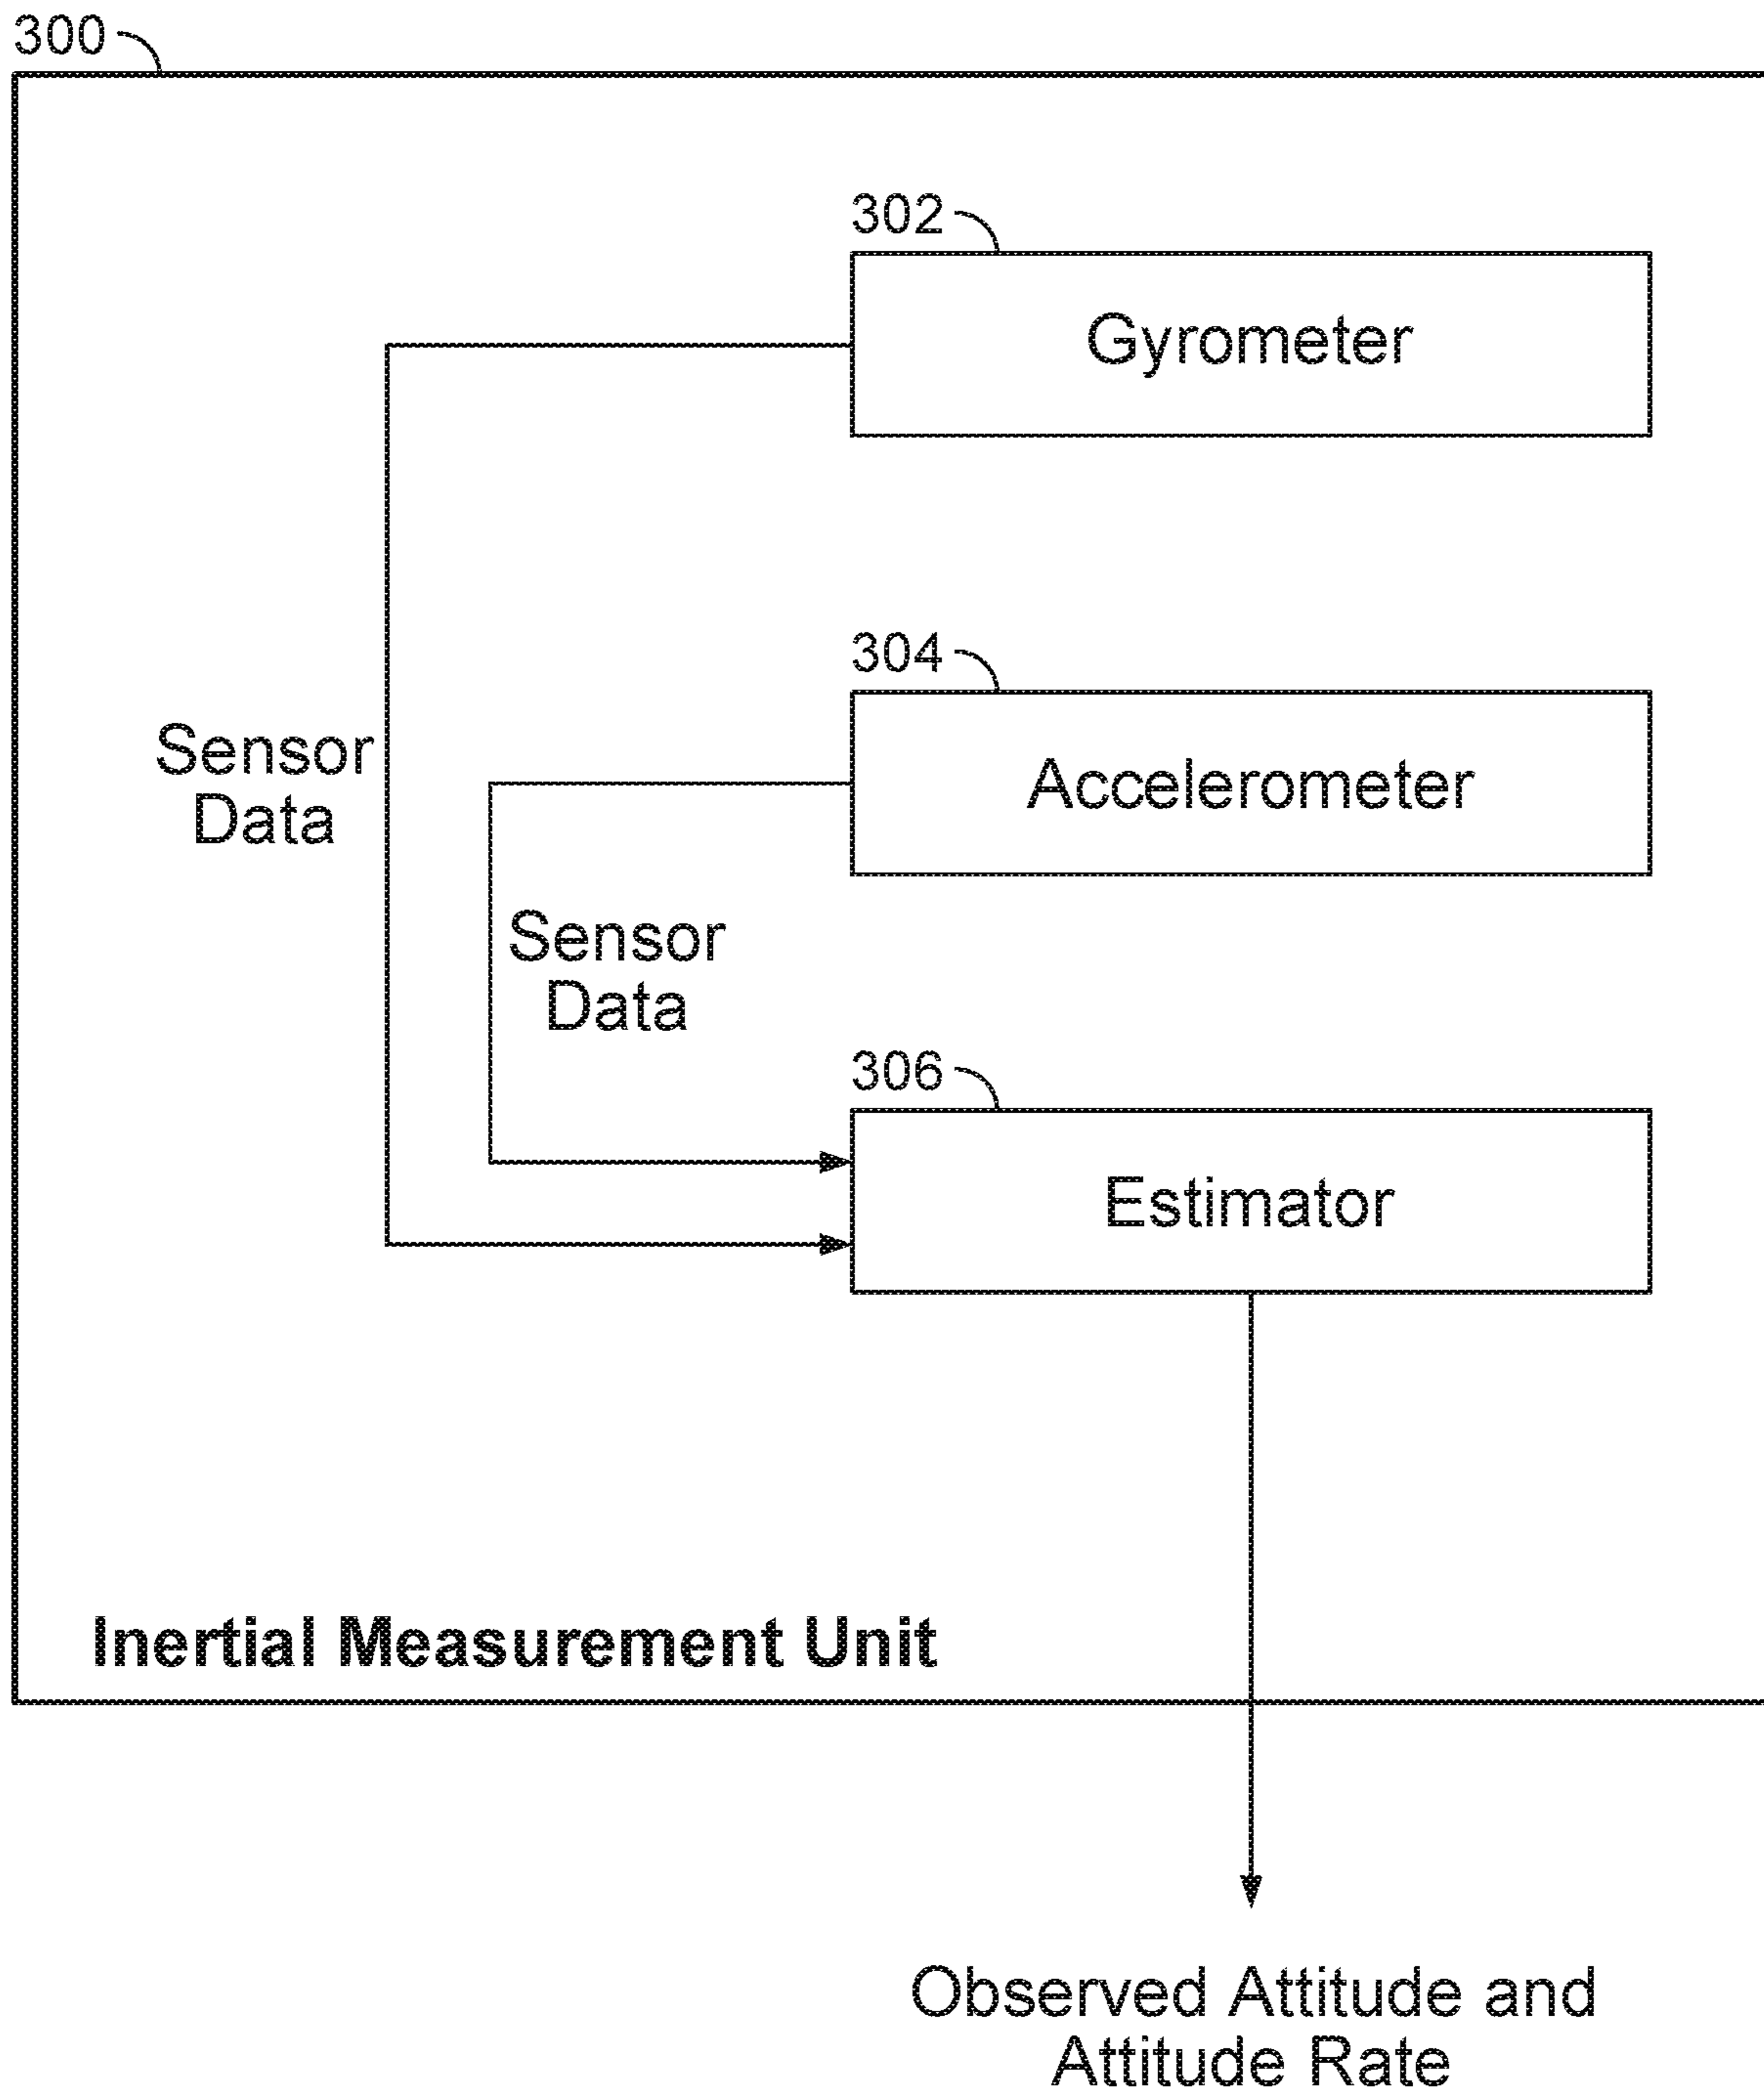 300
302
Gyrometer
304
Accelerometer
Sensor
Data
Sensor
Data
306
Estimator
Inertial Measurement Unit
Observed Attitude and
Attitude Rate